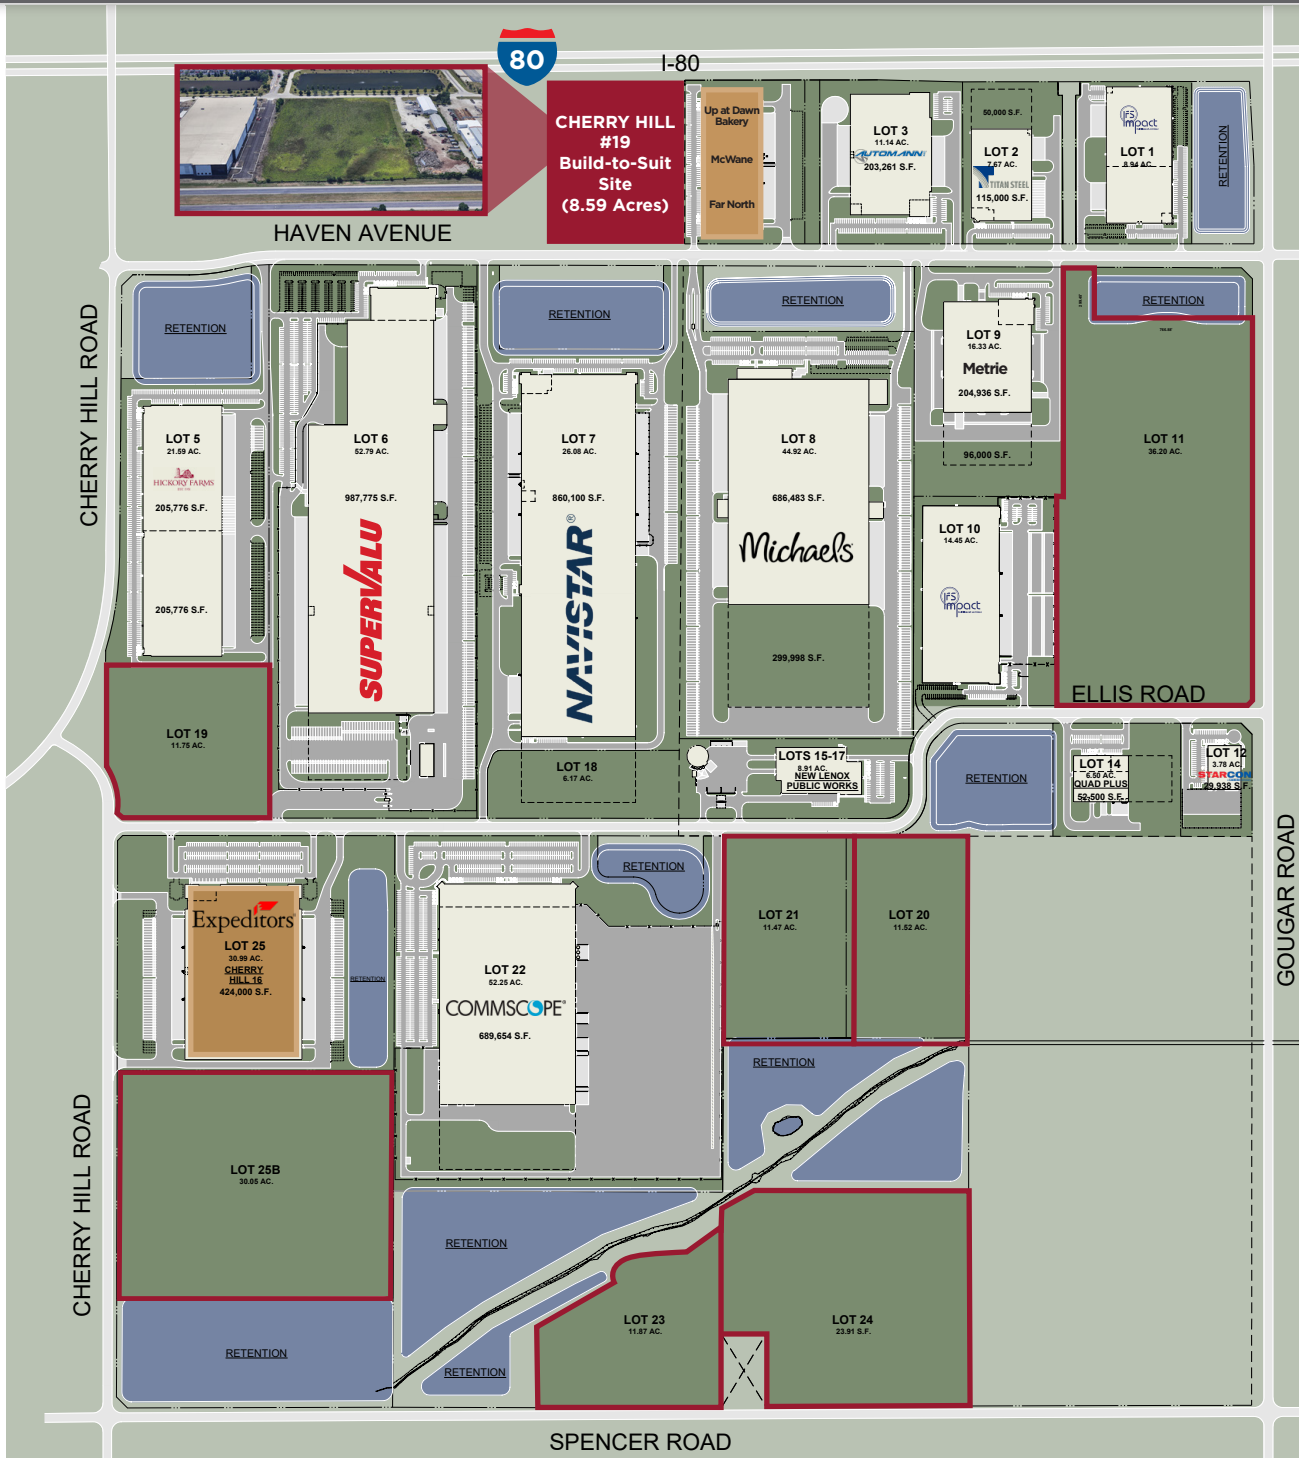 80
I-80
CHERRY HILL
#19
Build-to-Suit
Site
(8.59 Acres)
HAVEN AVENUE
Up at Dawn
Bakery
McWane
Far North
LOT 3
11.14 AC.
AUTOMANN
203,261 S.F.
50,000 S.F.
LOT 2
7.67 AC.
TITAN STEEL
115,000 S.F.
IFS
impact
LOT 1
8.94 AC.
RETENTION
CHERRY HILL ROAD
RETENTION
RETENTION
RETENTION
RETENTION
LOT 5
21.59 AC.
HICKORY FARMS
205,776 S.F.
205,776 S.F.
LOT 6
52.79 AC.
987,775 S.F.
SUPERVALU
LOT 7
26.08 AC.
860,100 S.F.
NAVISTAR®
LOT 8
44.92 AC.
686,483 S.F.
Michaels
299,998 S.F.
LOT 9
16.33 AC.
Metrie
204,936 S.F.
96,000 S.F.
LOT 10
14.45 AC.
IFS
impact
LOT 11
36.20 AC.
ELLIS ROAD
LOT 19
11.75 AC.
LOT 18
6.17 AC.
LOTS 15-17
8.91 AC.
NEW LENOX
PUBLIC WORKS
RETENTION
LOT 14
6.50 AC.
QUAD PLUS
52,500 S.F.
LOT 12
3.78 AC
STARCON
29,938 S.F.
GOUGAR ROAD
Expeditors
LOT 25
30.99 AC.
CHERRY
HILL 16
424,000 S.F.
RETENTION
LOT 22
52.25 AC.
COMMSCOPE®
689,654 S.F.
RETENTION
LOT 21
11.47 AC.
LOT 20
11.52 AC.
RETENTION
CHERRY HILL ROAD
LOT 25B
30.05 AC.
RETENTION
RETENTION
RETENTION
LOT 23
11.87 AC.
LOT 24
23.91 S.F.
SPENCER ROAD